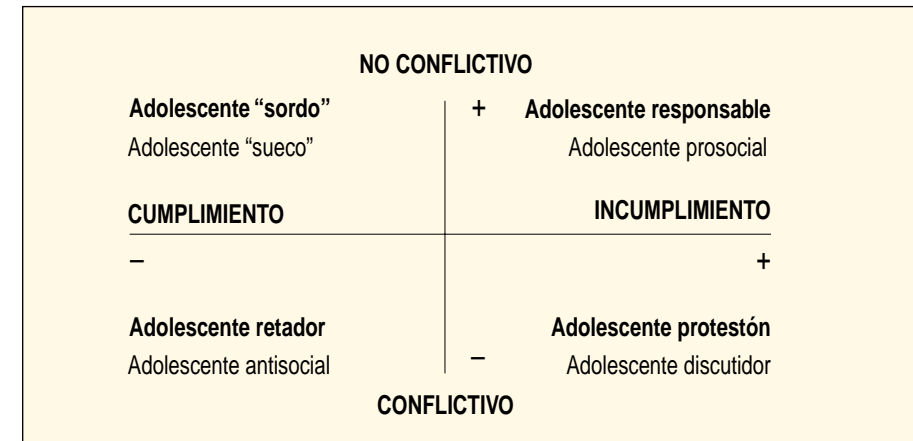 NO CONFLICTIVO
Adolescente “sordo” + Adolescente responsable
Adolescente “sueco” Adolescente prosocial
CUMPLIMIENTO INCUMPLIMIENTO
– +
Adolescente retador Adolescente protestón
Adolescente antisocial – Adolescente discutidor
CONFLICTIVO